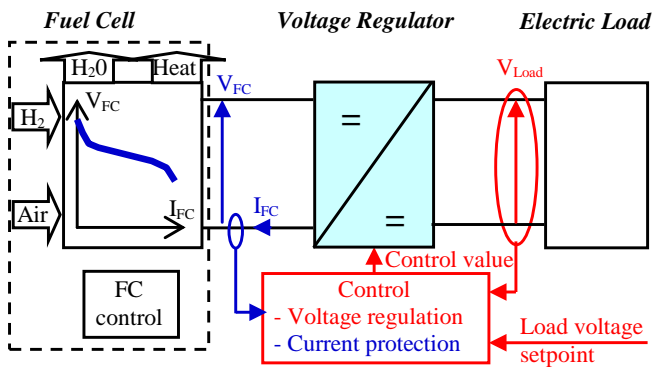 Fuel Cell
Voltage Regulator
Electric Load
H20
Heat
H2
VFC
Air
IFC
FC
control
VFC
IFC
=
=
VLoad
Control value
Control
- Voltage regulation
- Current protection
Load voltage
setpoint